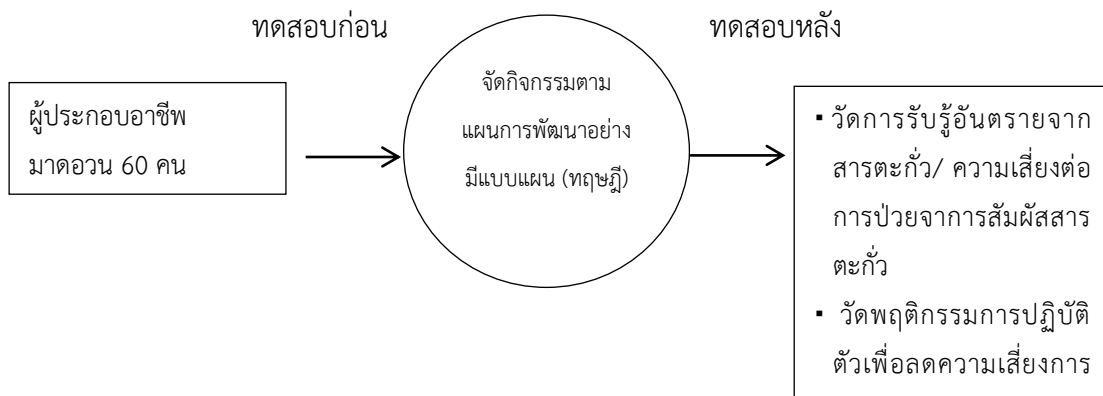 ทดสอบก่อน
ทดสอบหลัง
ผู้ประกอบอาชีพ
มาดอวน 60 คน
จัดกิจกรรมตาม
แผนการพัฒนาอย่าง
มีแบบแผน (ทฤษฎี)
▪ วัดการรับรู้อันตรายจาก
สารตะกั่ว/ ความเสี่ยงต่อ
การป่วยจาการสัมผัสสาร
ตะกั่ว
▪ วัดพฤติกรรมการปฏิบัติ
ตัวเพื่อลดความเสี่ยงการ